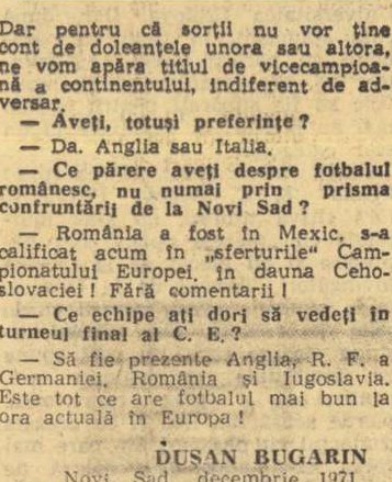 Dar pentru că sorții nu vor ține
cont de doleanțele unora sau altora,
ne vom apăra titlul de vicecampioa-
nă a continentului, indiferent de ad-
versar.
— Aveți, totuși preferințe?
— Da. Anglia sau Italia.
— Ce părere aveți despre fotbalul
românesc, nu numai prin prisma
confruntării de la Novi Sad?
— România a fost în Mexic, s-a
calificat acum în „sferturile“ Cam-
pionatului Europei, în dauna Ceho-
slovaciei! Fără comentarii!
— Ce echipe ați dori să vedeți în
turneul final al C. E.?
— Să fie prezente Anglia, R. F. a
Germaniei, România și Iugoslavia.
Este tot ce are fotbalul mai bun la
ora actuală în Europa!
DUSAN BUGARIN
Novi Sad, decembrie 1971